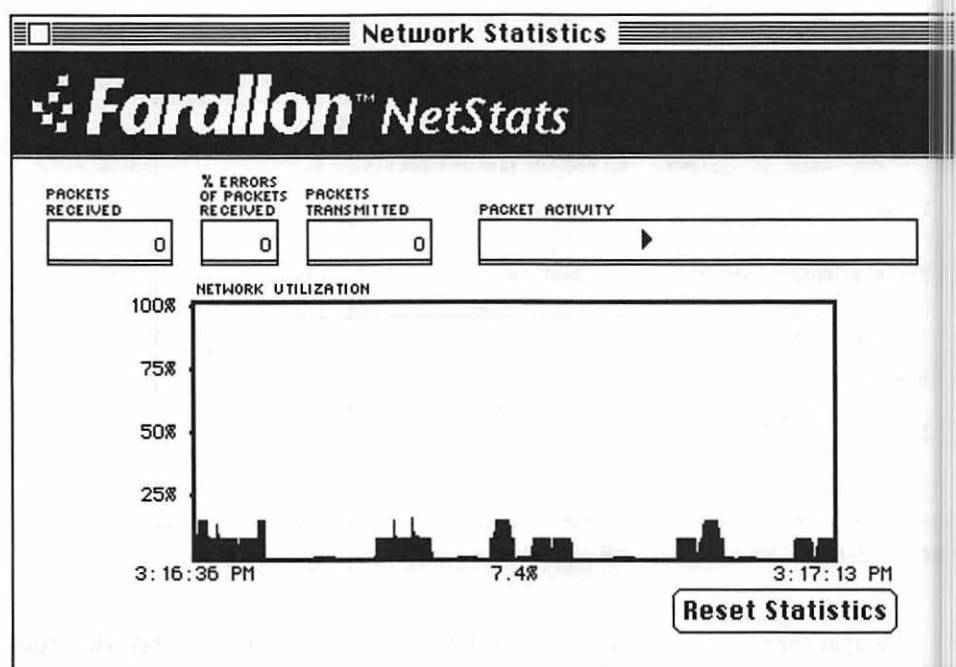 Network Statistics
Farallon™ NetStats
PACKETS
RECEIVED
% ERRORS
OF PACKETS
RECEIVED
PACKETS
TRANSMITTED
PACKET ACTIVITY
0
0
0
NETWORK UTILIZATION
100%
75%
50%
25%
3:16:36 PM
7.4%
3:17:13 PM
Reset Statistics